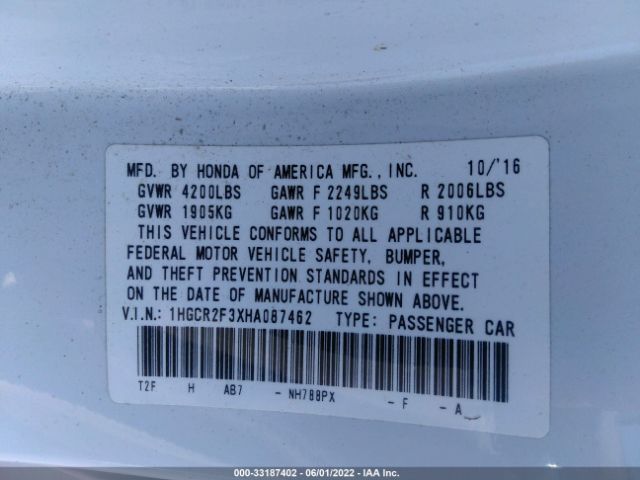 MFD. BY HONDA OF AMERICA MFG., INC. 10/'16
GVWR 4200LBS GAWR F 2249LBS R 2006LBS
GVWR 1905KG GAWR F 1020KG R 910KG
THIS VEHICLE CONFORMS TO ALL APPLICABLE
FEDERAL MOTOR VEHICLE SAFETY, BUMPER,
AND THEFT PREVENTION STANDARDS IN EFFECT
ON THE DATE OF MANUFACTURE SHOWN ABOVE.
V.I.N.: 1HGCR2F3XHA087462 TYPE: PASSENGER CAR
T2F H AB7 - NH788PX - F - A
000-33187402 - 06/01/2022 - IAA Inc.